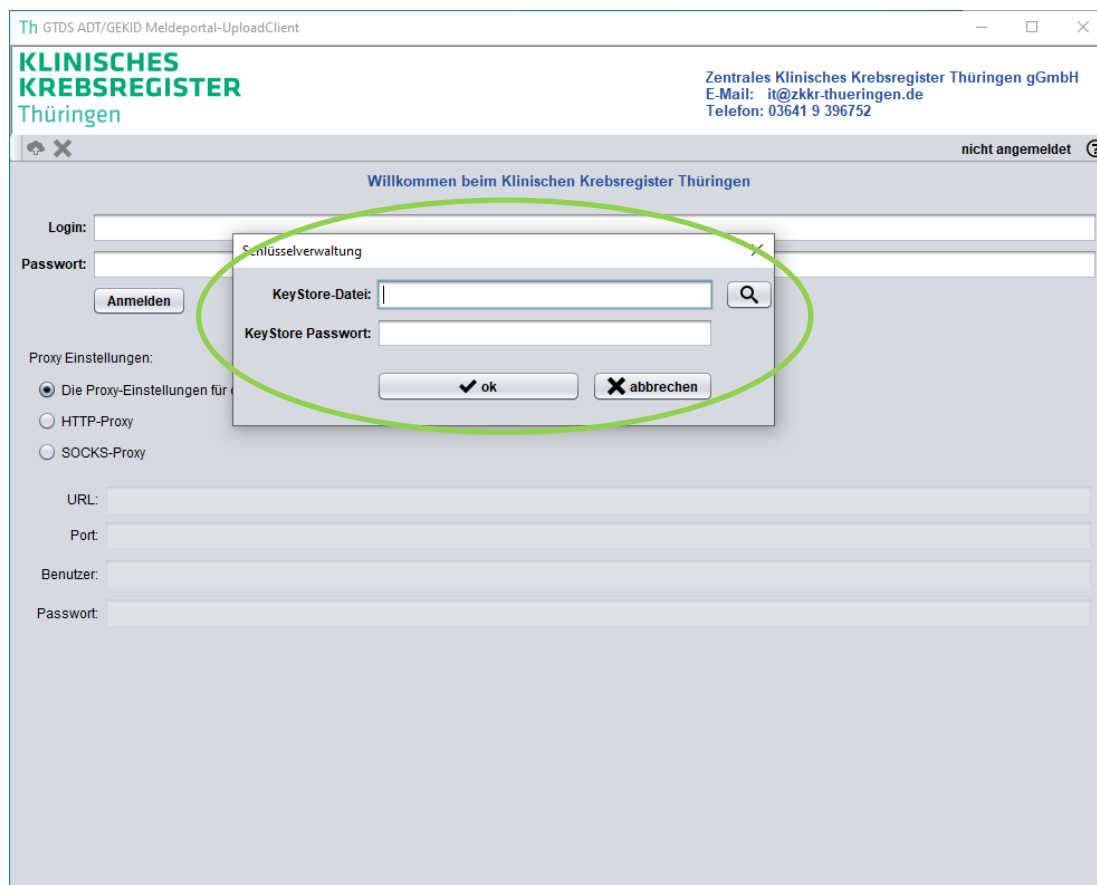 Th GTDS ADT/GEKID Meldeportal-UploadClient
KLINISCHES
KREBSREGISTER
Thüringen
Zentrales Klinisches Krebsregister Thüringen gGmbH
E-Mail: it@zkkr-thueringen.de
Telefon: 03641 9 396752
nicht angemeldet ?
Willkommen beim Klinischen Krebsregister Thüringen
Login:
Passwort:
Anmelden
Schlüsselverwaltung
KeyStore-Datei:
KeyStore Passwort:
ok
abbrechen
Proxy Einstellungen:
Die Proxy-Einstellungen für
HTTP-Proxy
SOCKS-Proxy
URL:
Port:
Benutzer:
Passwort: